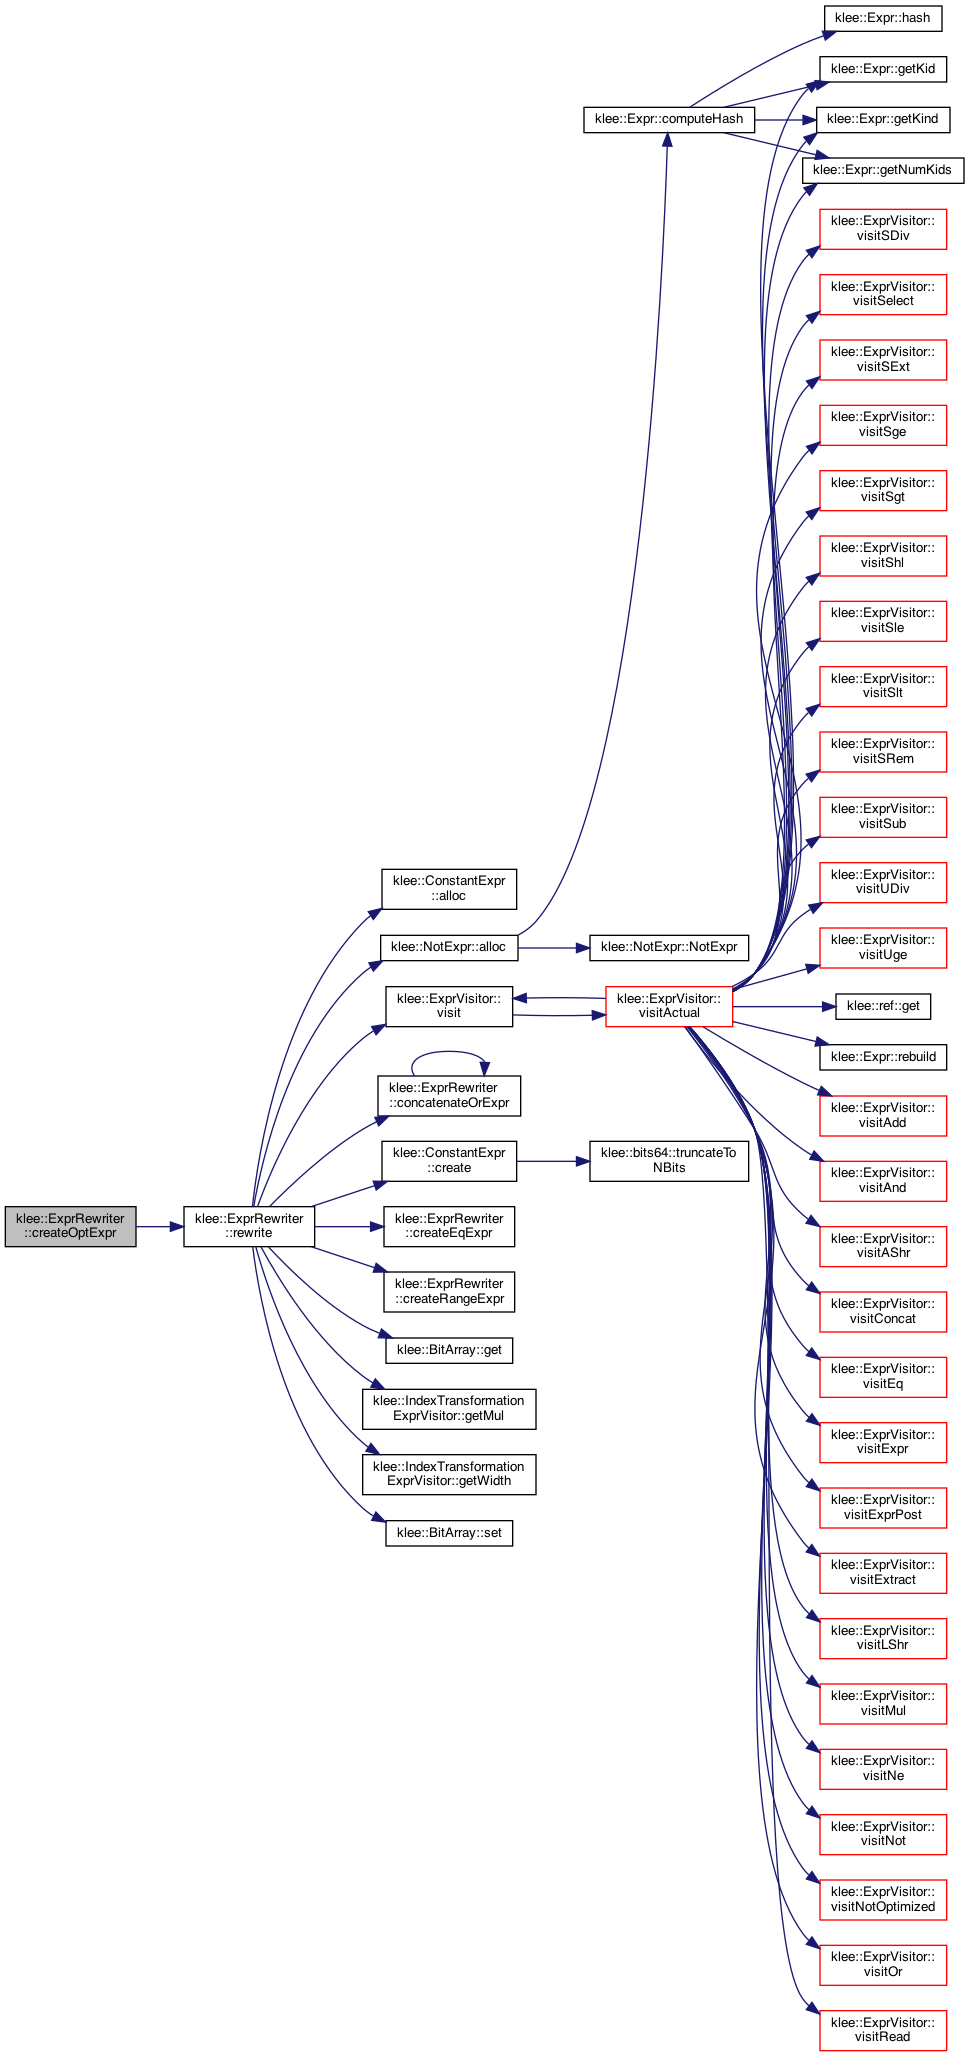 klee::Expr::hash
klee::Expr::getKid
klee::Expr::computeHash
klee::Expr::getKind
klee::Expr::getNumKids
klee::ExprVisitor::
visitSDiv
klee::ExprVisitor::
visitSelect
klee::ExprVisitor::
visitSExt
klee::ExprVisitor::
visitSge
klee::ExprVisitor::
visitSgt
klee::ExprVisitor::
visitShl
klee::ExprVisitor::
visitSle
klee::ExprVisitor::
visitSlt
klee::ExprVisitor::
visitSRem
klee::ExprVisitor::
visitSub
klee::ExprVisitor::
visitUDiv
klee::ConstantExpr
::alloc
klee::NotExpr::alloc
klee::NotExpr::NotExpr
klee::ExprVisitor::
visitUge
klee::ExprVisitor::
visit
klee::ExprVisitor::
visitActual
klee::ref::get
klee::Expr::rebuild
klee::ExprRewriter
::concatenateOrExpr
klee::ExprVisitor::
visitAdd
klee::ConstantExpr
::create
klee::bits64::truncateTo
NBits
klee::ExprVisitor::
visitAnd
klee::ExprRewriter
::createOptExpr
klee::ExprRewriter
::rewrite
klee::ExprRewriter
::createEqExpr
klee::ExprVisitor::
visitAShr
klee::ExprRewriter
::createRangeExpr
klee::ExprVisitor::
visitConcat
klee::BitArray::get
klee::ExprVisitor::
visitEq
klee::IndexTransformation
ExprVisitor::getMul
klee::ExprVisitor::
visitExpr
klee::IndexTransformation
ExprVisitor::getWidth
klee::ExprVisitor::
visitExprPost
klee::BitArray::set
klee::ExprVisitor::
visitExtract
klee::ExprVisitor::
visitLShr
klee::ExprVisitor::
visitMul
klee::ExprVisitor::
visitNe
klee::ExprVisitor::
visitNot
klee::ExprVisitor::
visitNotOptimized
klee::ExprVisitor::
visitOr
klee::ExprVisitor::
visitRead